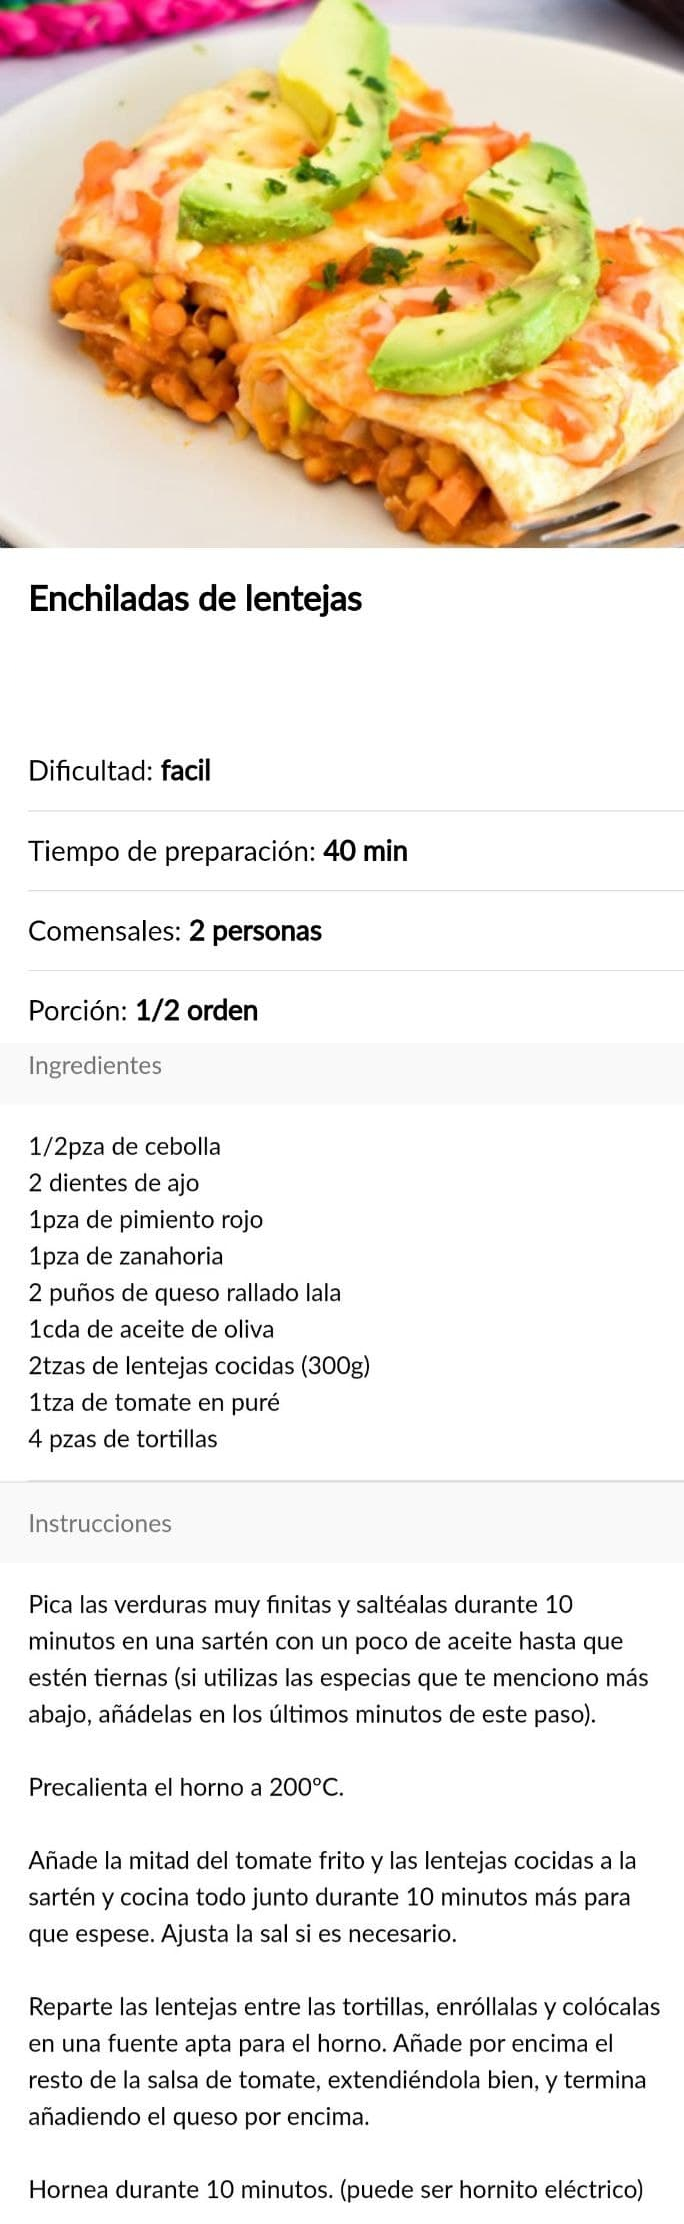 Enchiladas de lentejas
Dificultad: facil
Tiempo de preparación: 40 min
Comensales: 2 personas
Porción: 1/2 orden
Ingredientes
1/2pza de cebolla
2 dientes de ajo
1pza de pimiento rojo
1pza de zanahoria
2 puños de queso rallado lala
1cda de aceite de oliva
2tzas de lentejas cocidas (300g)
1tza de tomate en puré
4 pzas de tortillas
Instrucciones
Pica las verduras muy finitas y saltéalas durante 10
minutos en una sartén con un poco de aceite hasta que
estén tiernas (si utilizas las especias que te menciono más
abajo, añádelas en los últimos minutos de este paso).
Precalienta el horno a 200ºC.
Añade la mitad del tomate frito y las lentejas cocidas a la
sartén y cocina todo junto durante 10 minutos más para
que espese. Ajusta la sal si es necesario.
Reparte las lentejas entre las tortillas, enróllalas y colócalas
en una fuente apta para el horno. Añade por encima el
resto de la salsa de tomate, extendiéndola bien, y termina
añadiendo el queso por encima.
Hornea durante 10 minutos. (puede ser hornito eléctrico)